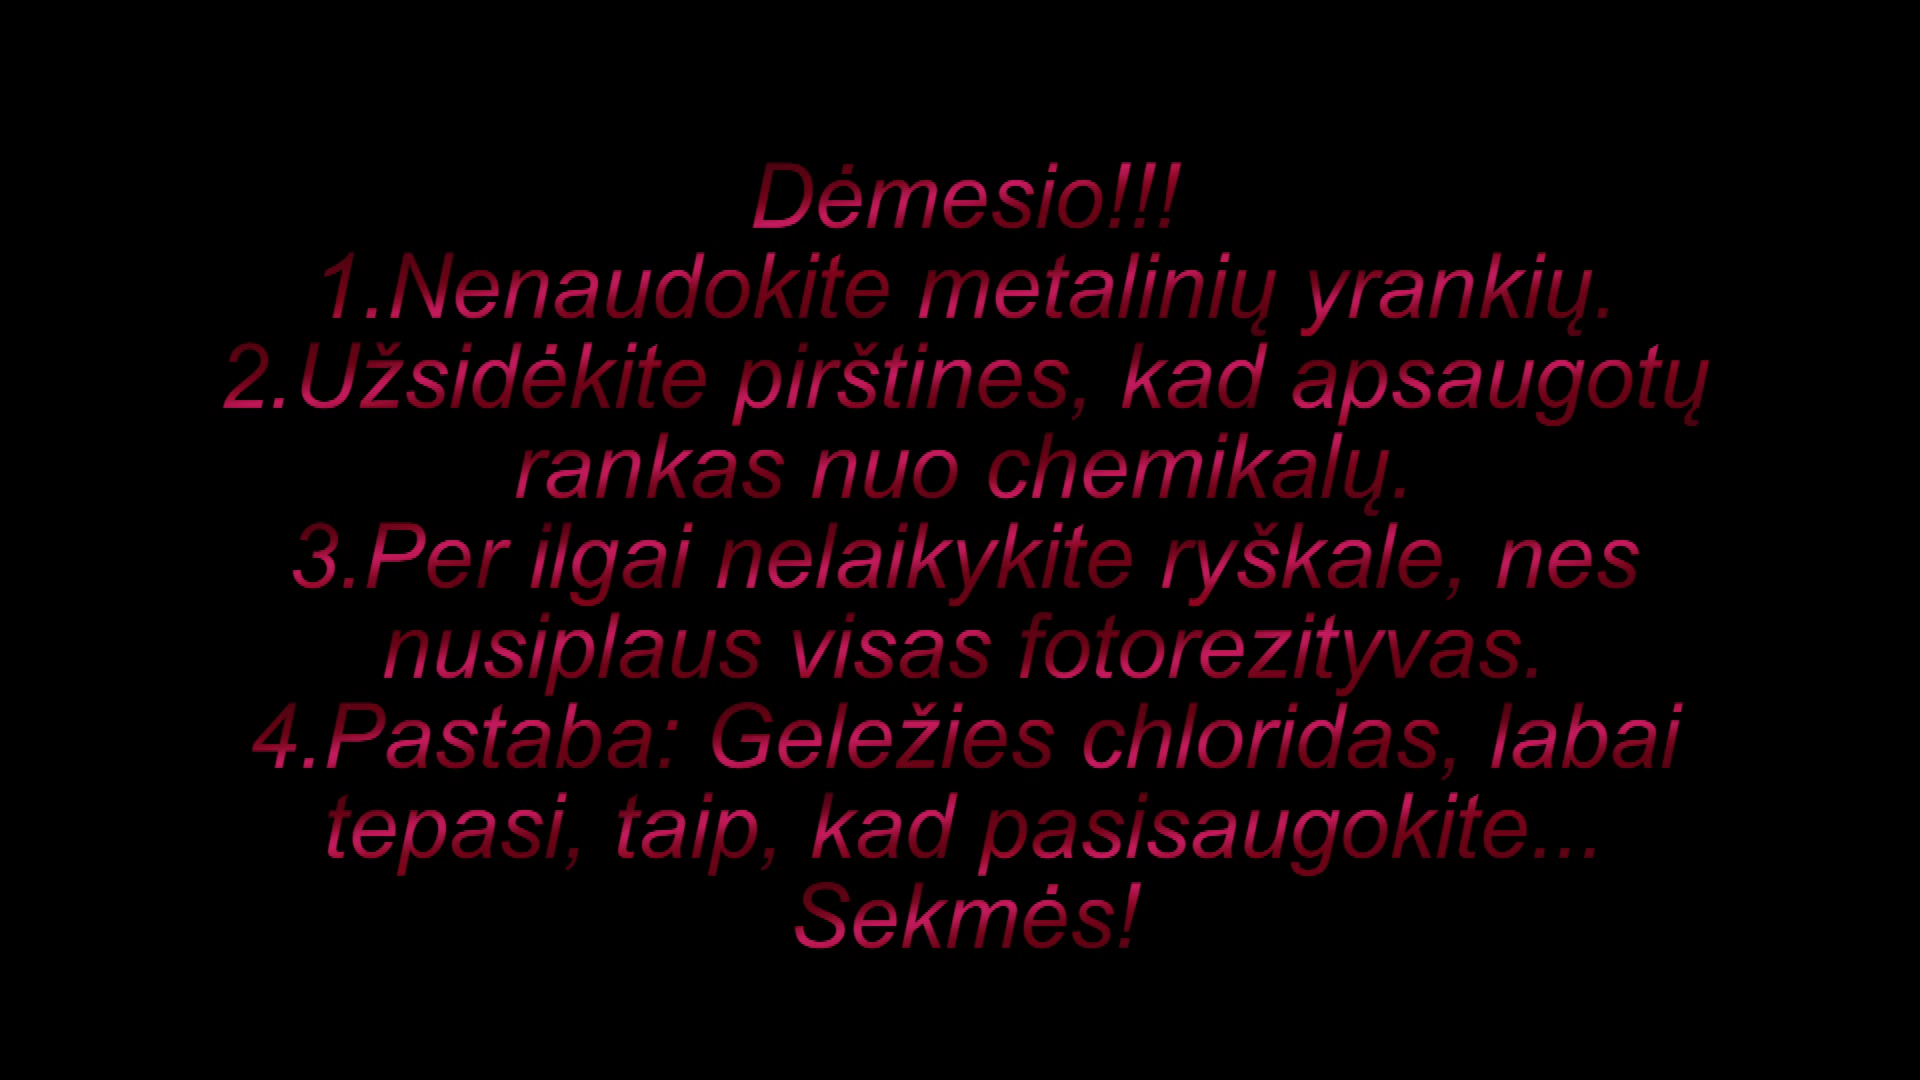 Dėmesio!!!
1.Nenaudokite metalinių yrankių.
2.Užsidėkite pirštines, kad apsaugotų
rankas nuo chemikalų.
3.Per ilgai nelaikykite ryškale, nes
nusiplaus visas fotorezityvas.
4.Pastaba: Geležies chloridas, labai
tepasi, taip, kad pasisaugokite...
Sekmės!